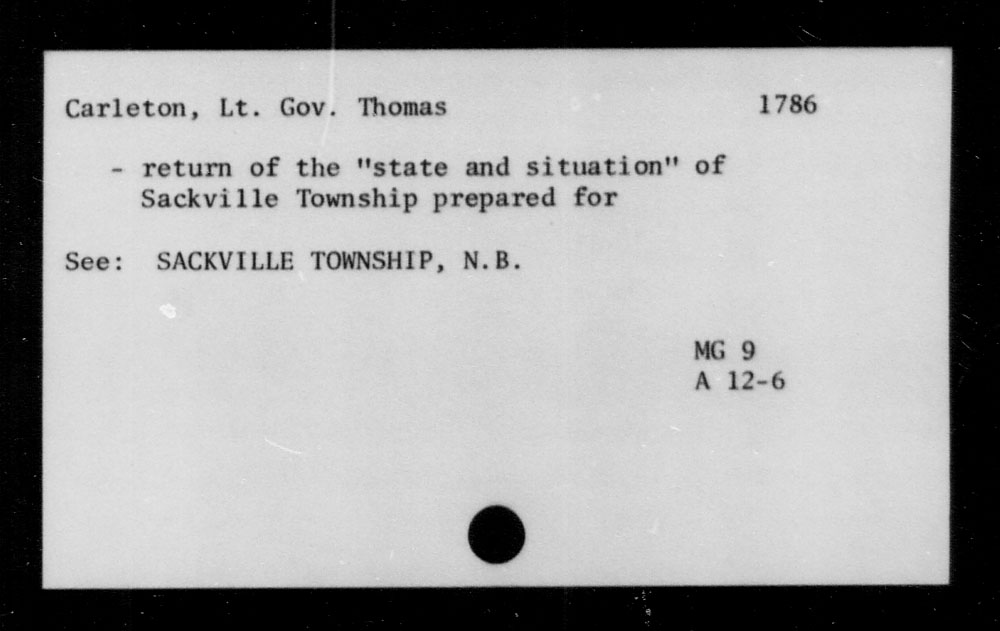 Carleton, Lt. Gov. Thomas 1786
- return of the "state and situation" of
Sackville Township prepared for
See: SACKVILLE TOWNSHIP, N.B.
MG 9
A 12-6